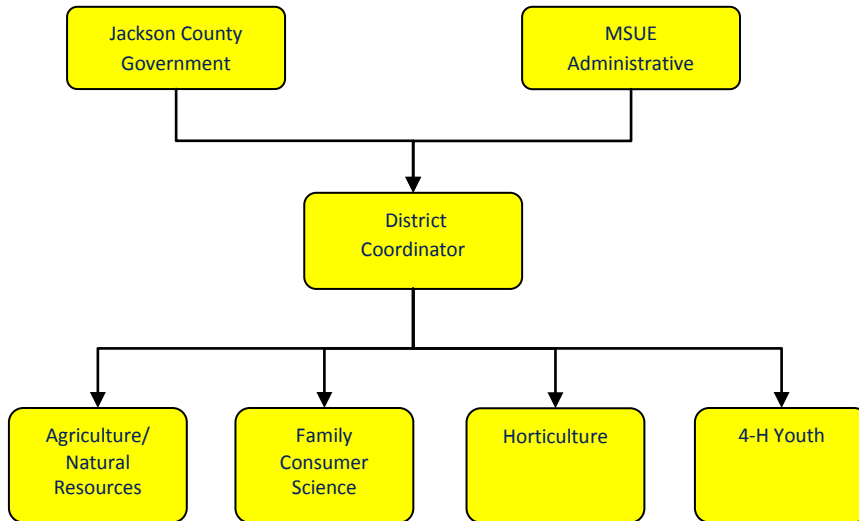 Jackson County
Government
MSUE
Administrative
District
Coordinator
Agriculture/
Natural
Resources
Family
Consumer
Science
Horticulture
4-H Youth